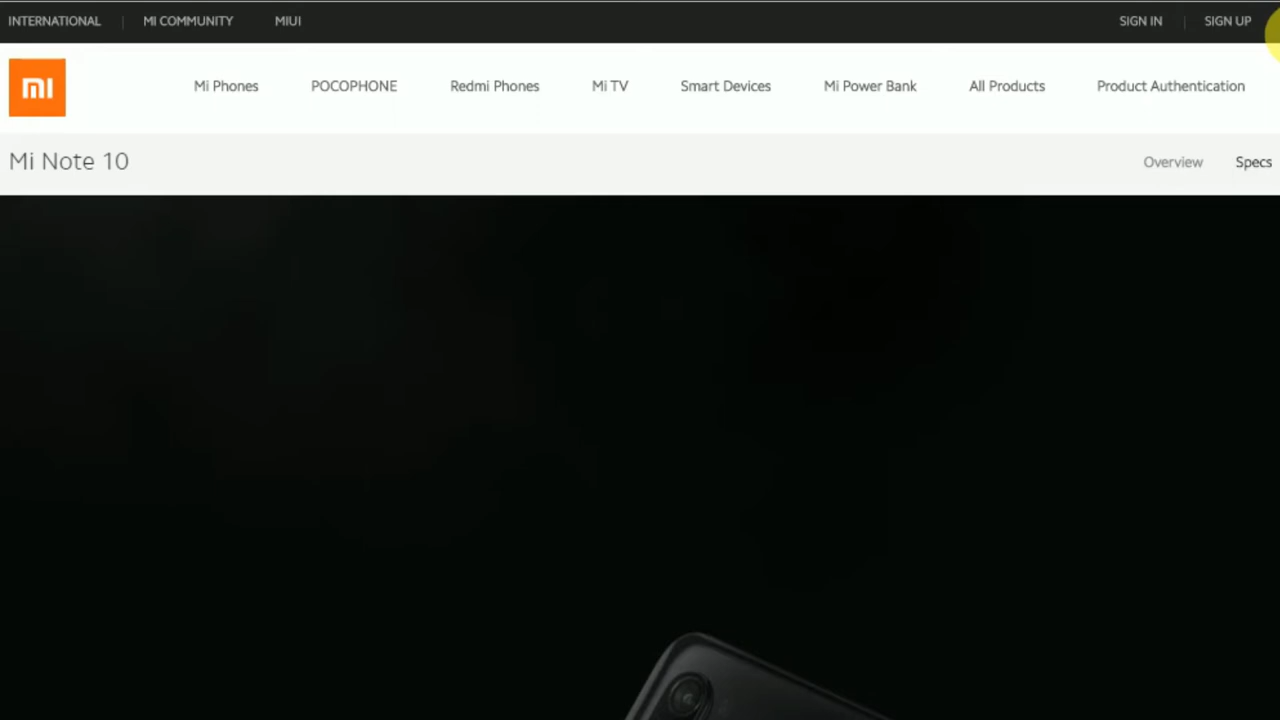 INTERNATIONAL | MI COMMUNITY MIUI SIGN IN | SIGN UP
MI Mi Phones POCOPHONE Redmi Phones Mi TV Smart Devices Mi Power Bank All Products Product Authentication
Mi Note 10 Overview Specs